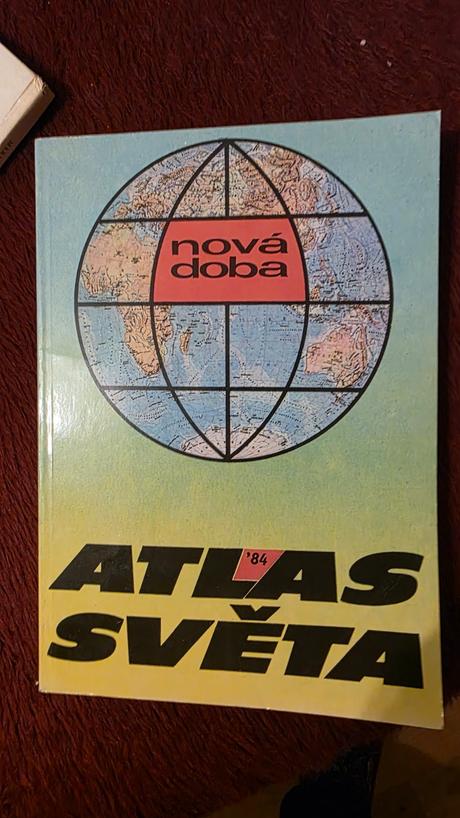 nová
doba
'84
ATLAS
SVĚTA